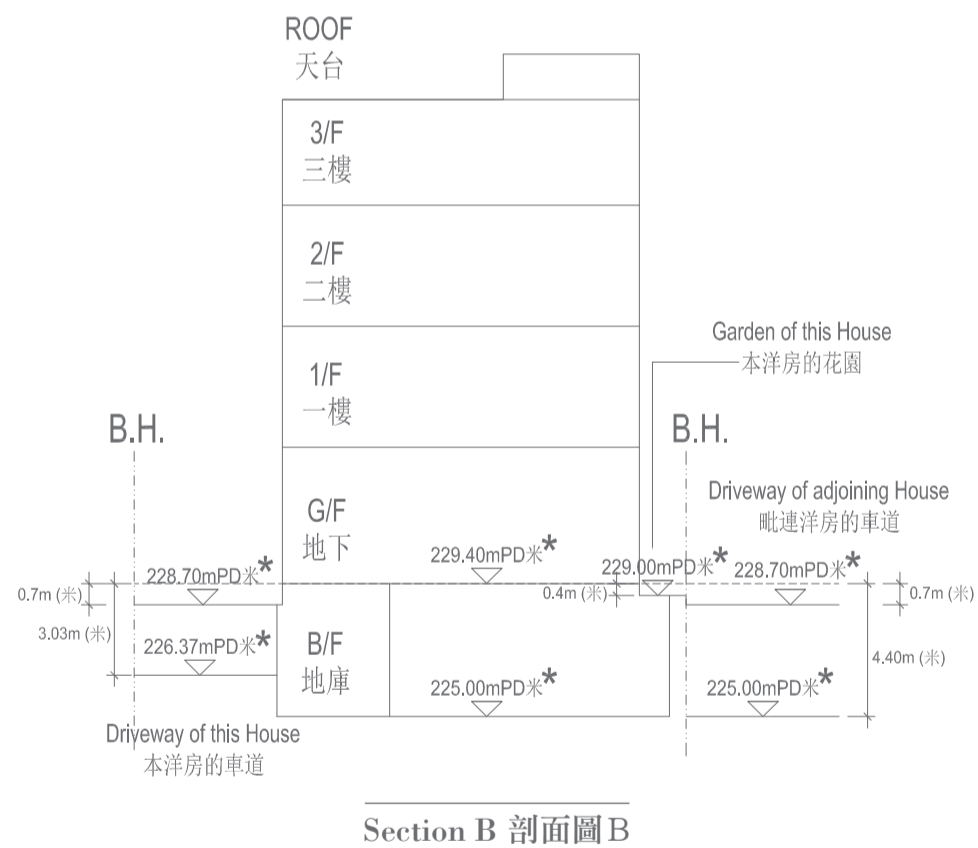 ROOF
天台
3/F
三樓
2/F
二樓
Garden of this House
本洋房的花園
1/F
一樓
B.H.
B.H.
Driveway of adjoining House
毗連洋房的車道
G/F
地下
229.40mPD米*
228.70mPD米*
229.00mPD米*
228.70mPD米*
0.7m (米)
0.4m (米)
0.7m (米)
3.03m (米)
226.37mPD米*
B/F
地庫
4.40m (米)
225.00mPD米*
225.00mPD米*
Driveway of this House
本洋房的車道
Section B 剖面圖B